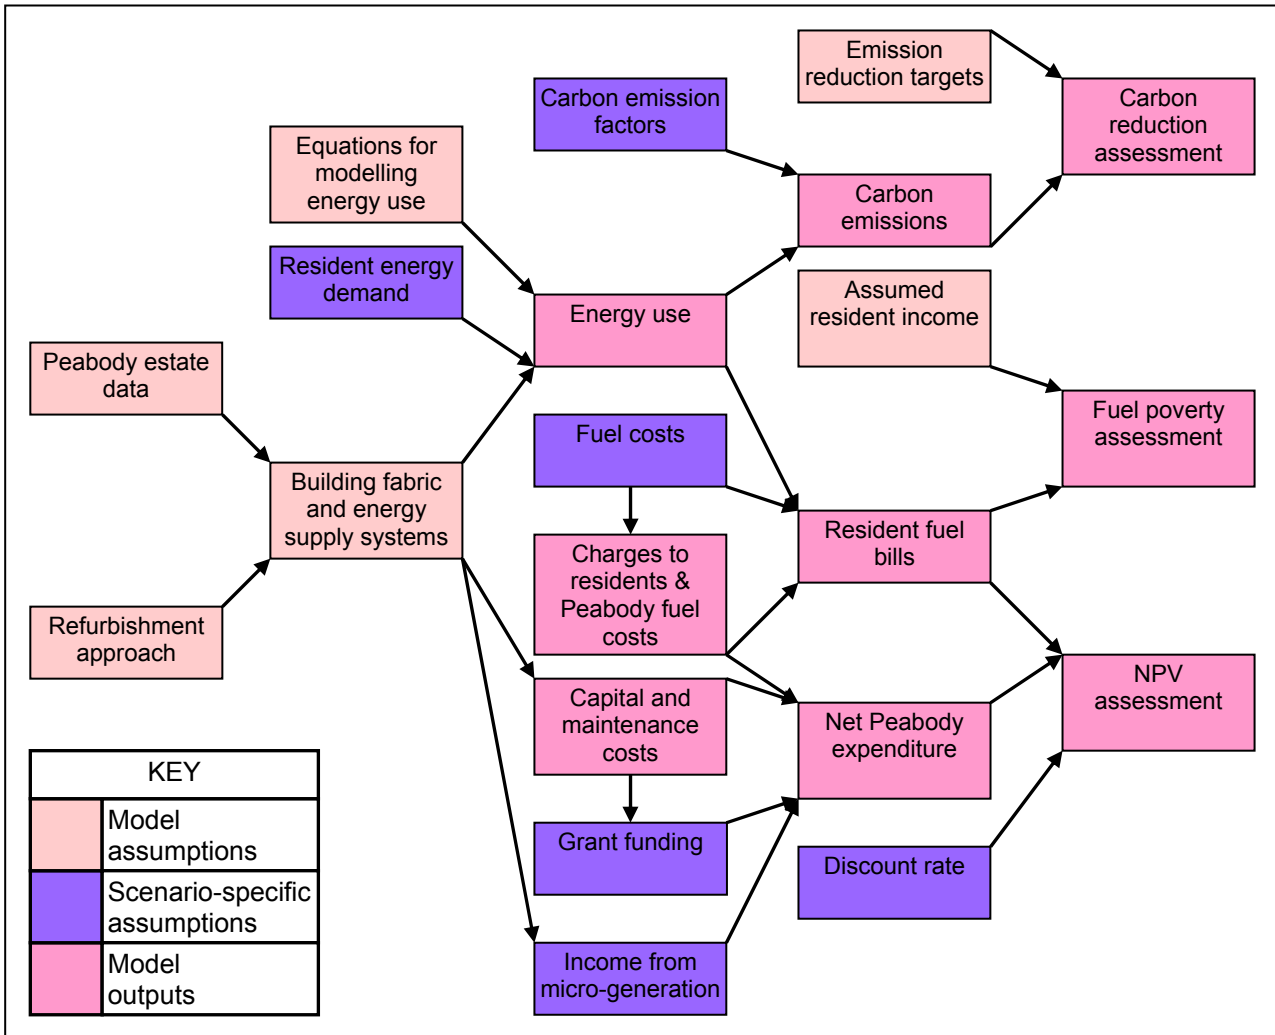 Emission
reduction targets
Carbon
reduction
assessment
Carbon emission
factors
Equations for
modelling
energy use
Carbon
emissions
Resident energy
demand
Assumed
resident income
Energy use
Peabody estate
data
Fuel poverty
assessment
Fuel costs
Building fabric
and energy
supply systems
Resident fuel
bills
Charges to
residents &
Peabody fuel
costs
Refurbishment
approach
NPV
assessment
Capital and
maintenance
costs
Net Peabody
expenditure
Grant funding
Discount rate
Income from
micro-generation
KEY
Model
assumptions
Scenario-specific
assumptions
Model
outputs